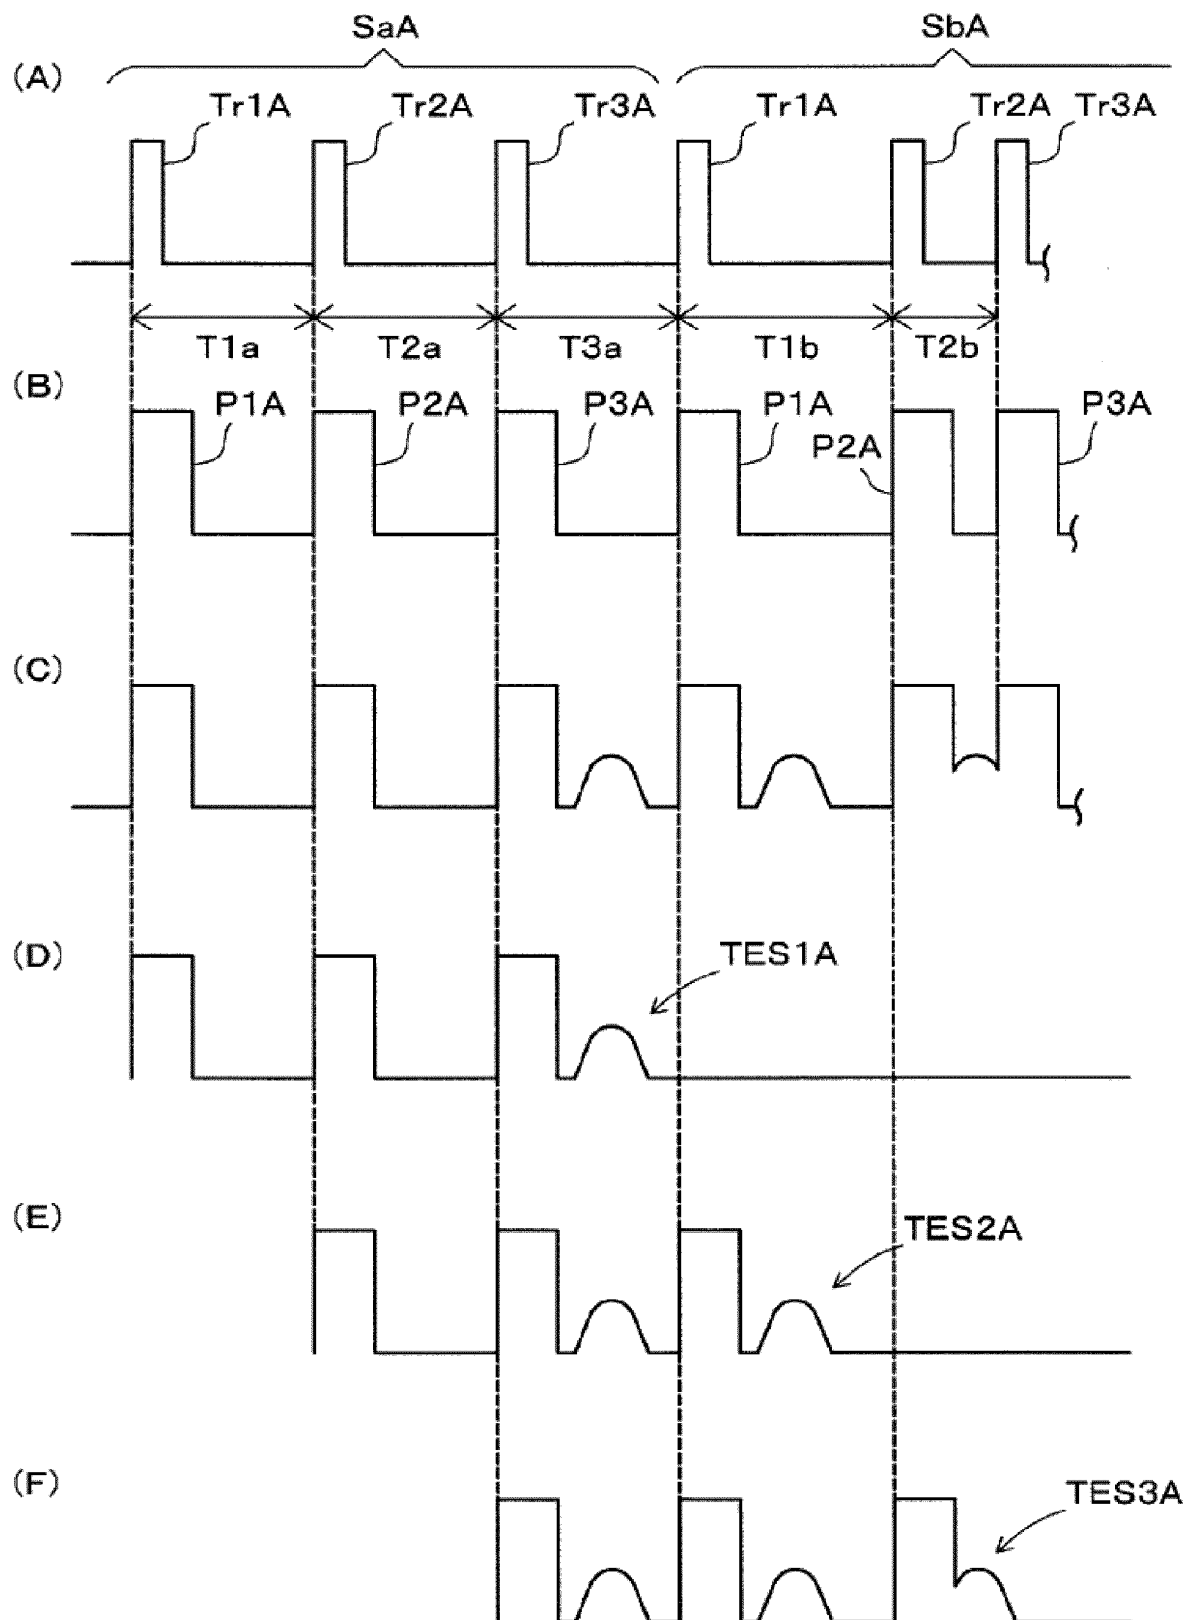 SaA SbA
(A)
Tr1A Tr2A Tr3A Tr1A Tr2A Tr3A
T1a T2a T3a T1b T2b
(B)
P1A P2A P3A P1A P2A P3A
(C)
(D)
TES1A
(E)
TES2A
(F)
TES3A